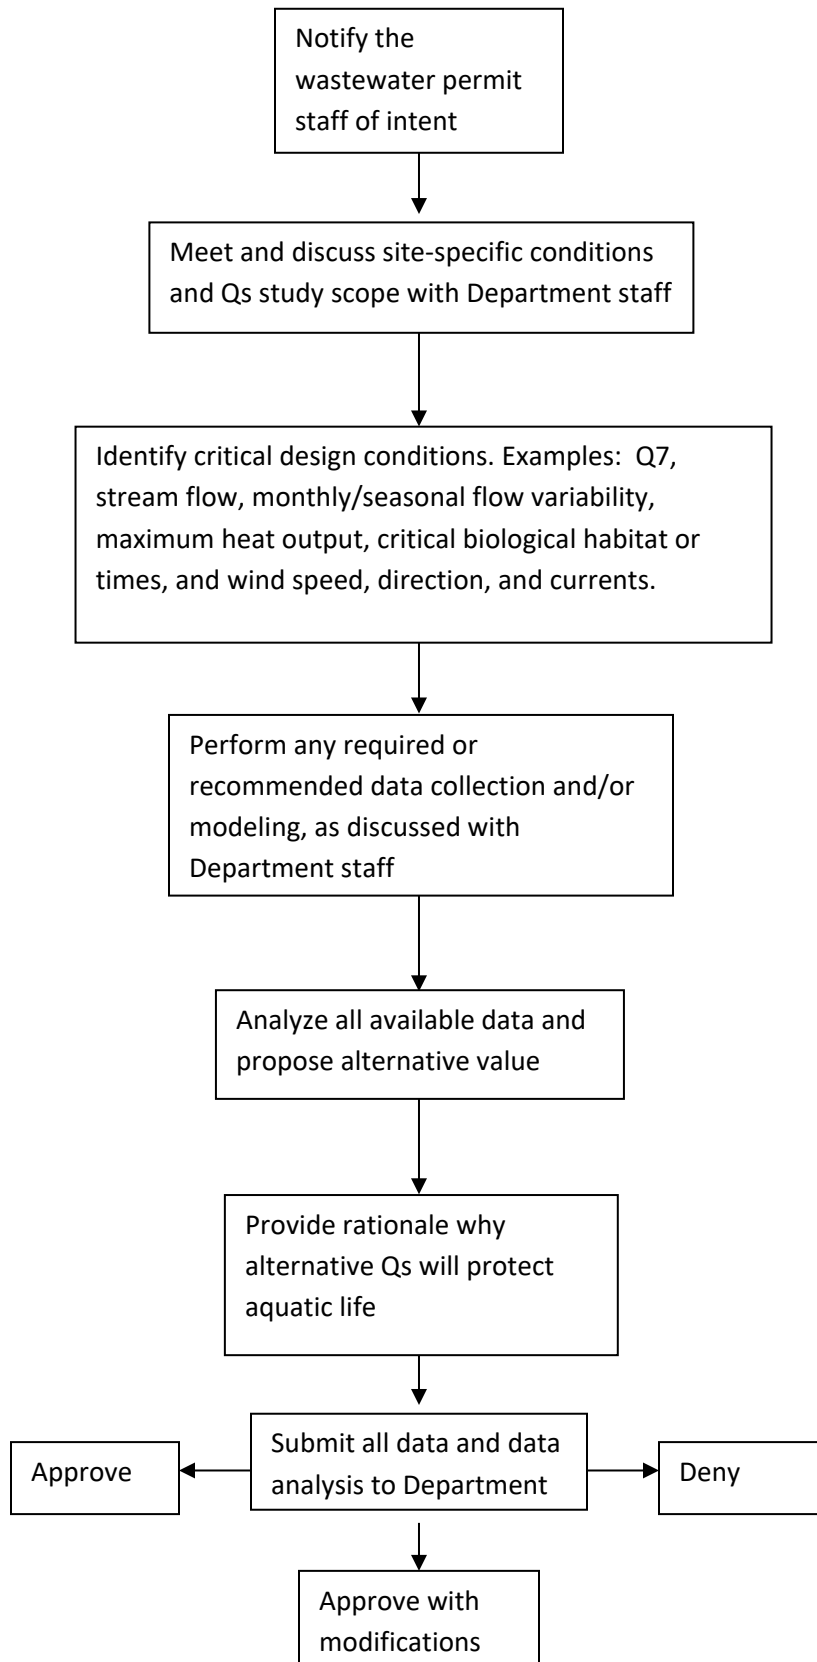 Notify the
wastewater permit
staff of intent
Meet and discuss site-specific conditions
and Qs study scope with Department staff
Identify critical design conditions. Examples:  Q7,
stream flow, monthly/seasonal flow variability,
maximum heat output, critical biological habitat or
times, and wind speed, direction, and currents.
Perform any required or
recommended data collection and/or
modeling, as discussed with
Department staff
Analyze all available data and
propose alternative value
Provide rationale why
alternative Qs will protect
aquatic life
Submit all data and data
analysis to Department
Approve
Deny
Approve with
modifications